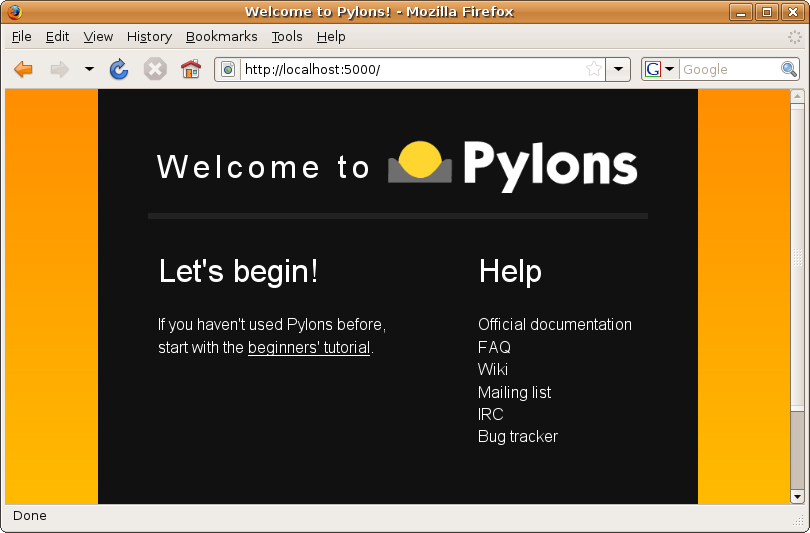 Welcome to Pylons! - Mozilla Firefox
File Edit View History Bookmarks Tools Help
http://localhost:5000/
G Google
Welcome to Pylons
Let's begin!
If you haven't used Pylons before,
start with the beginners' tutorial.
Help
Official documentation
FAQ
Wiki
Mailing list
IRC
Bug tracker
Done